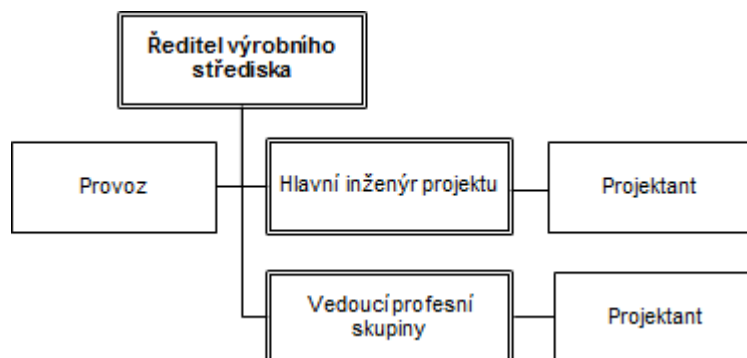 Ředitel výrobního
střediska
Provoz
Hlavní inženýr projektu
Projektant
Vedoucí profesní
skupiny
Projektant